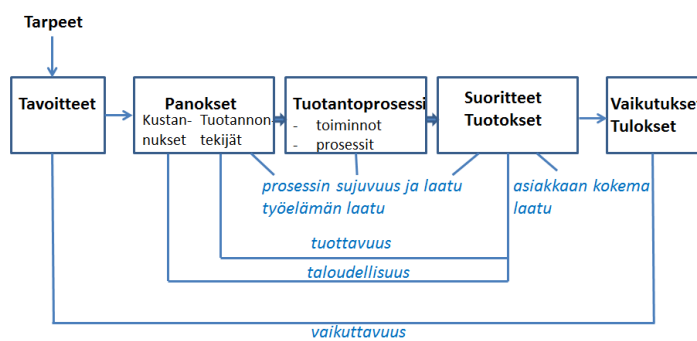 Tarpeet
Tavoitteet
Panokset
Kustan- Tuotannon-
nukset tekijät
Tuotantoprosessi
- toiminnot
- prosessit
Suoritteet
Tuotokset
Vaikutukset
Tulokset
prosessin sujuvuus ja laatu
työelämän laatu
asiakkaan kokema
laatu
tuottavuus
taloudellisuus
vaikuttavuus